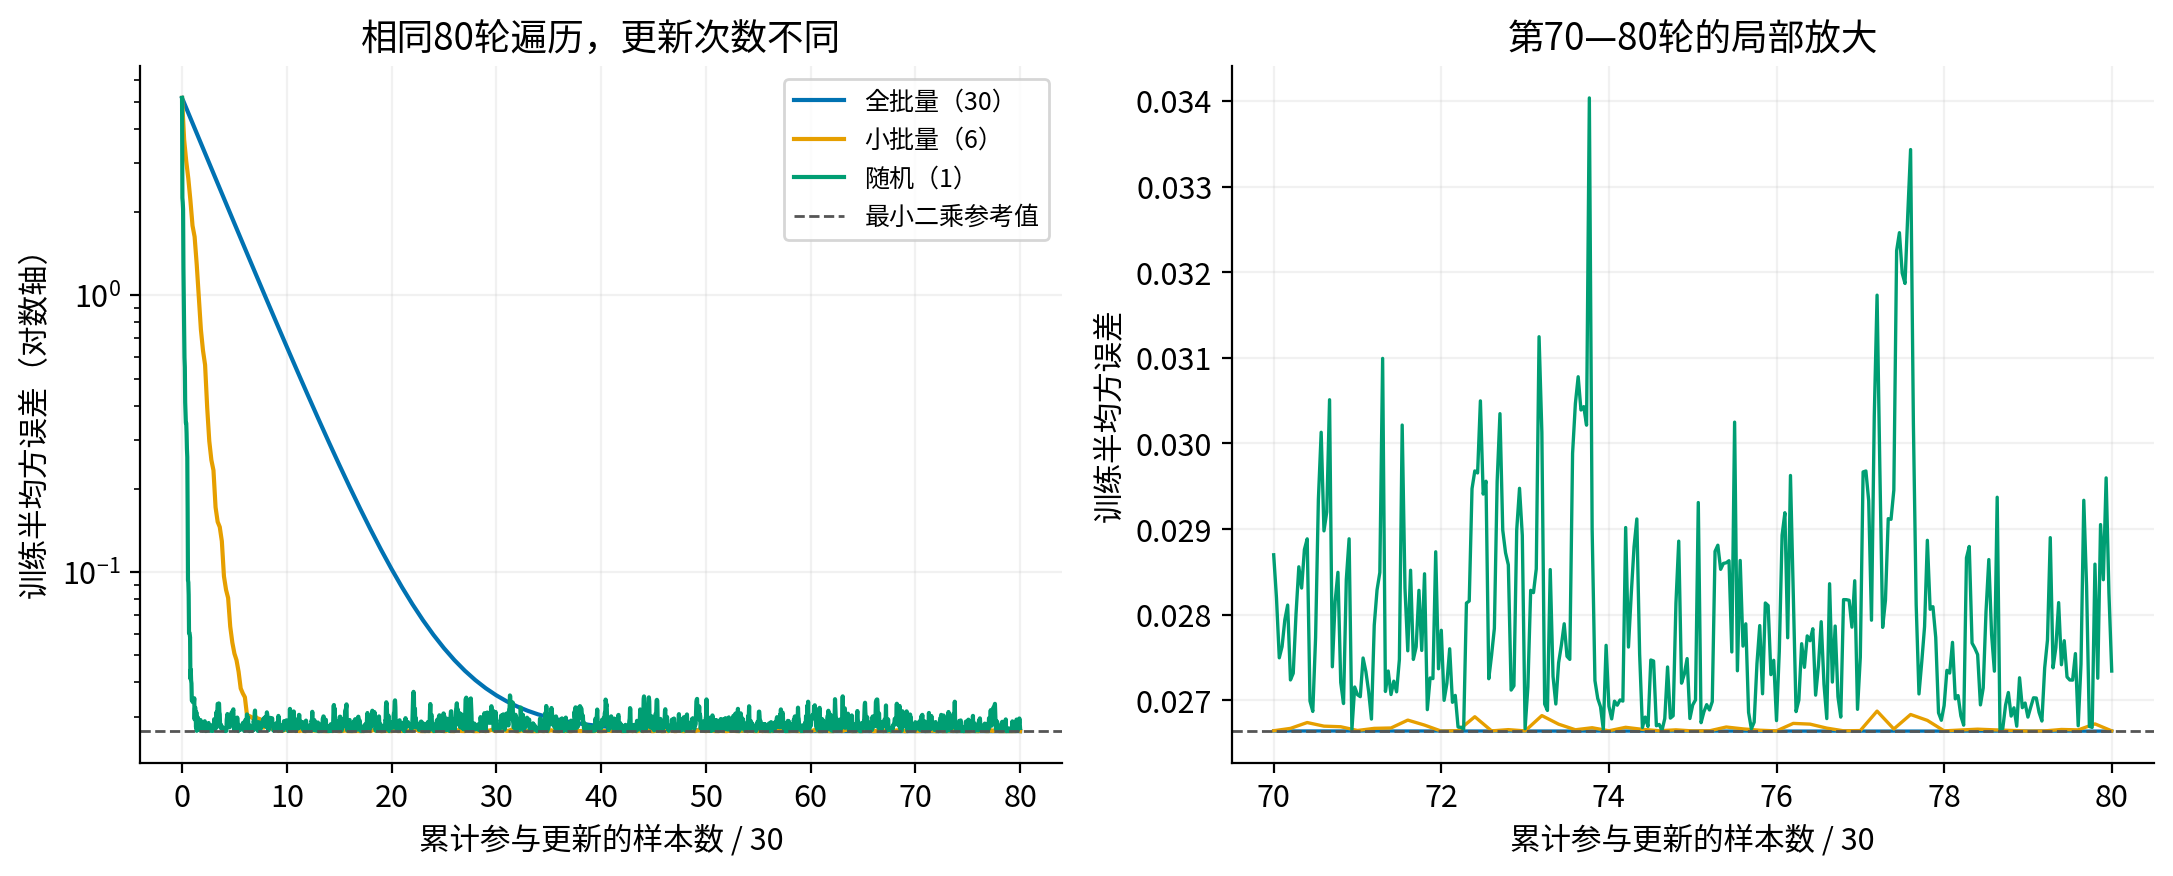 相同80轮遍历，更新次数不同
训练半均方误差（对数轴）
10⁰
10⁻¹
全批量（30）
小批量（6）
随机（1）
最小二乘参考值
0 10 20 30 40 50 60 70 80
累计参与更新的样本数 / 30
第70—80轮的局部放大
训练半均方误差
0.034
0.033
0.032
0.031
0.030
0.029
0.028
0.027
70 72 74 76 78 80
累计参与更新的样本数 / 30